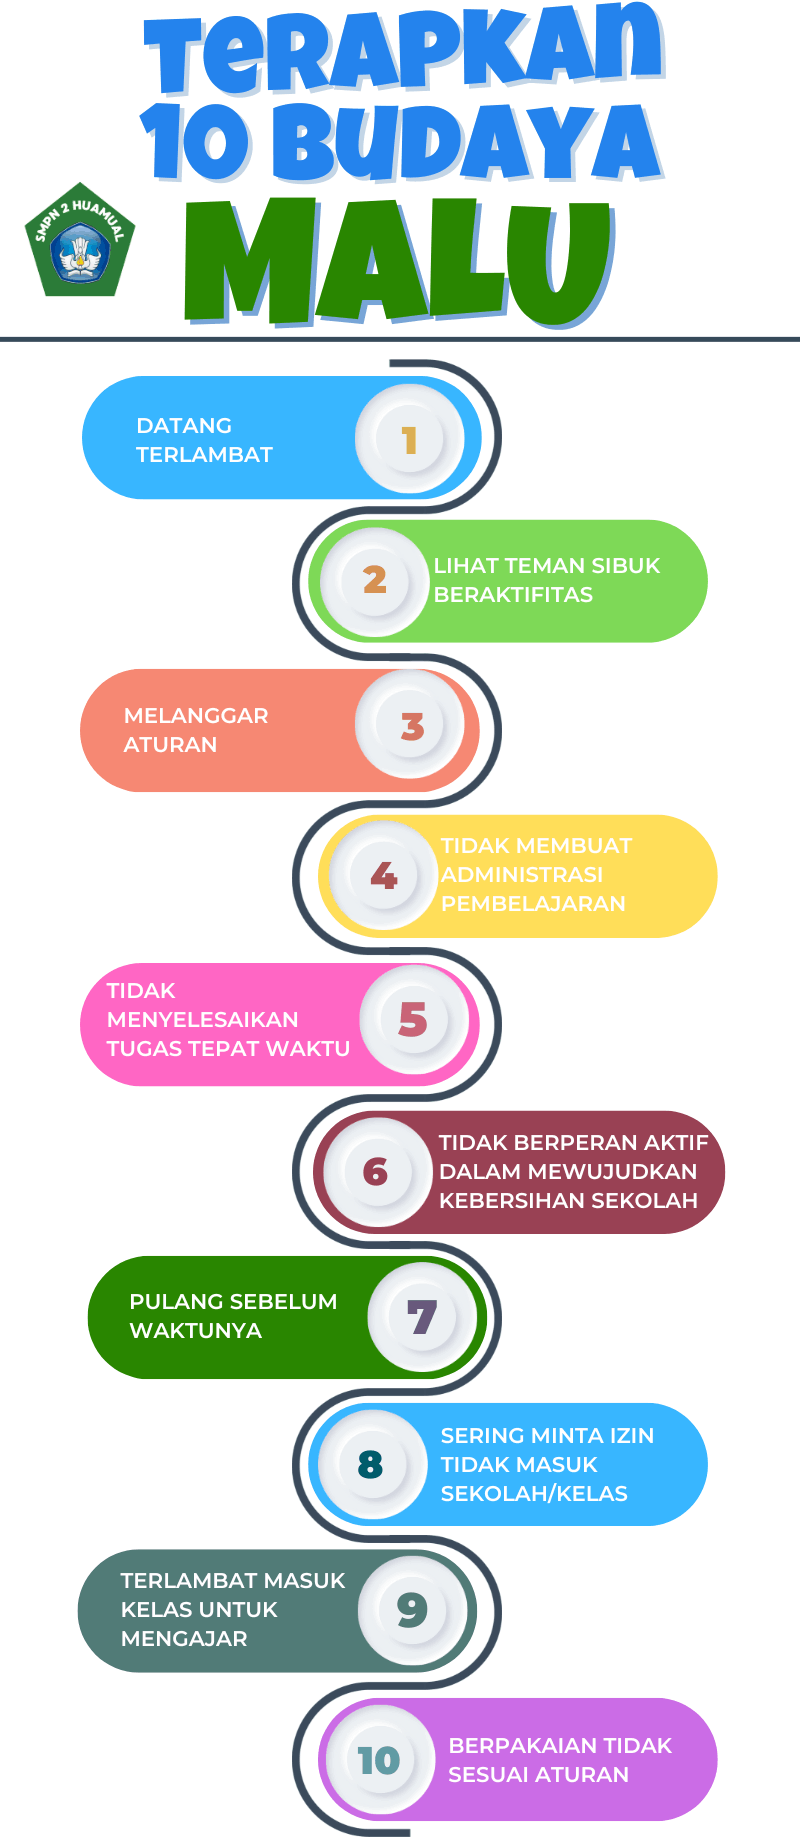 TERAPKAN
10 BUDAYA
MALU
SMPN 2 HUAMUAL
DATANG
TERLAMBAT
1
2
LIHAT TEMAN SIBUK
BERAKTIFITAS
MELANGGAR
ATURAN
3
4
TIDAK MEMBUAT
ADMINISTRASI
PEMBELAJARAN
TIDAK
MENYELESAIKAN
TUGAS TEPAT WAKTU
5
6
TIDAK BERPERAN AKTIF
DALAM MEWUJUDKAN
KEBERSIHAN SEKOLAH
PULANG SEBELUM
WAKTUNYA
7
8
SERING MINTA IZIN
TIDAK MASUK
SEKOLAH/KELAS
TERLAMBAT MASUK
KELAS UNTUK
MENGAJAR
9
10
BERPAKAIAN TIDAK
SESUAI ATURAN